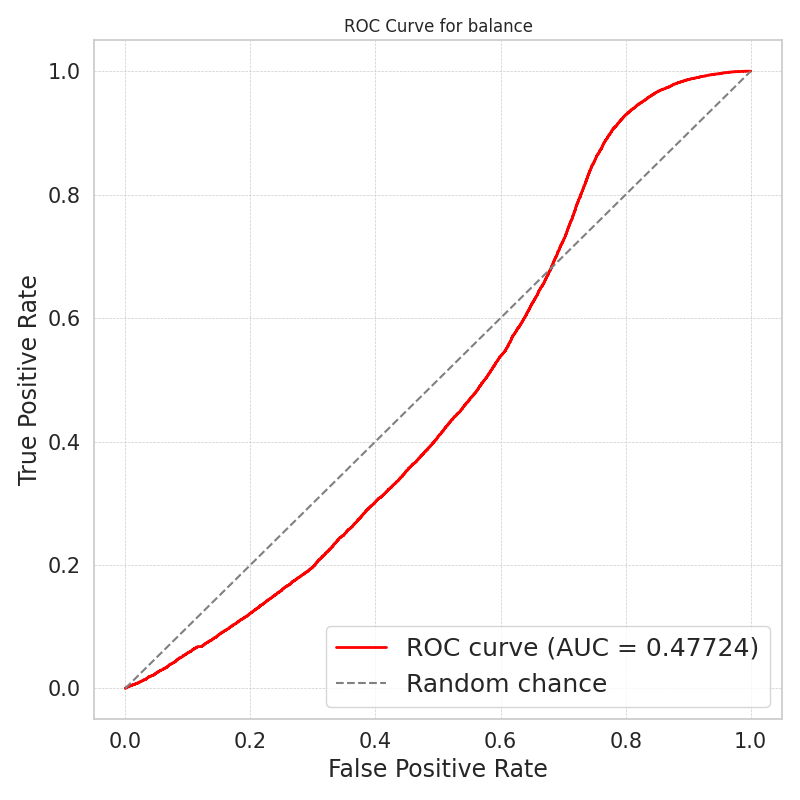 ROC Curve for balance
1.0
0.8
0.6
0.4
0.2
0.0
True Positive Rate
ROC curve (AUC = 0.47724)
Random chance
0.0 0.2 0.4 0.6 0.8 1.0
False Positive Rate